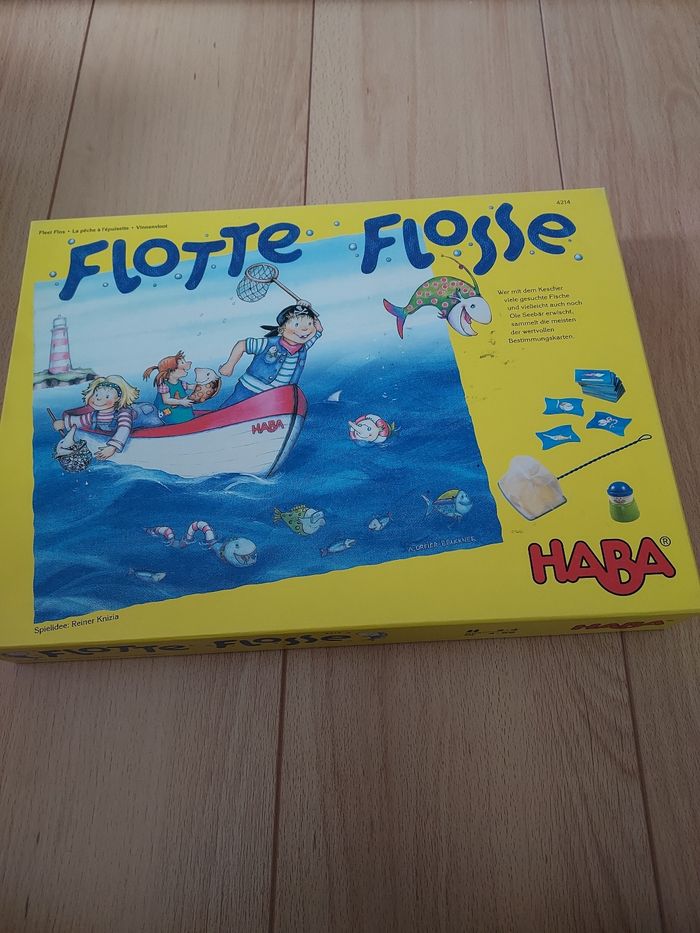 Fleet Fins • La pêche à l'épuisette • Vinnenvloot
4214
FLOTTE FLOSSE
Wer mit dem Kescher
viele gesuchte Fische
und vielleicht auch noch
Ole Seebär erwischt,
sammelt die meisten
der wertvollen
Bestimmungskarten.
HABA
HABA®
Spielidee: Reiner Knizia
FLOTTE FLOSSE
HABA